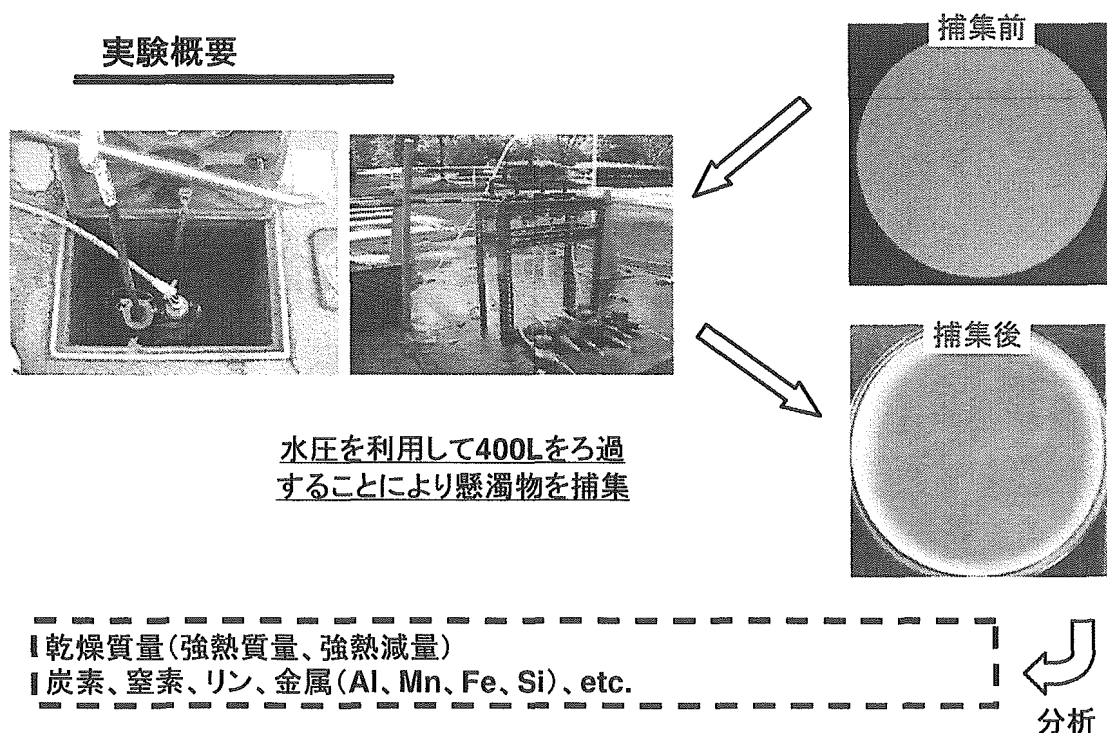 実験概要
捕集前
捕集後
水圧を利用して400Lをろ過
することにより懸濁物を捕集
乾燥質量(強熱質量、強熱減量)
炭素、窒素、リン、金属(Al、Mn、Fe、Si)、etc.
分析